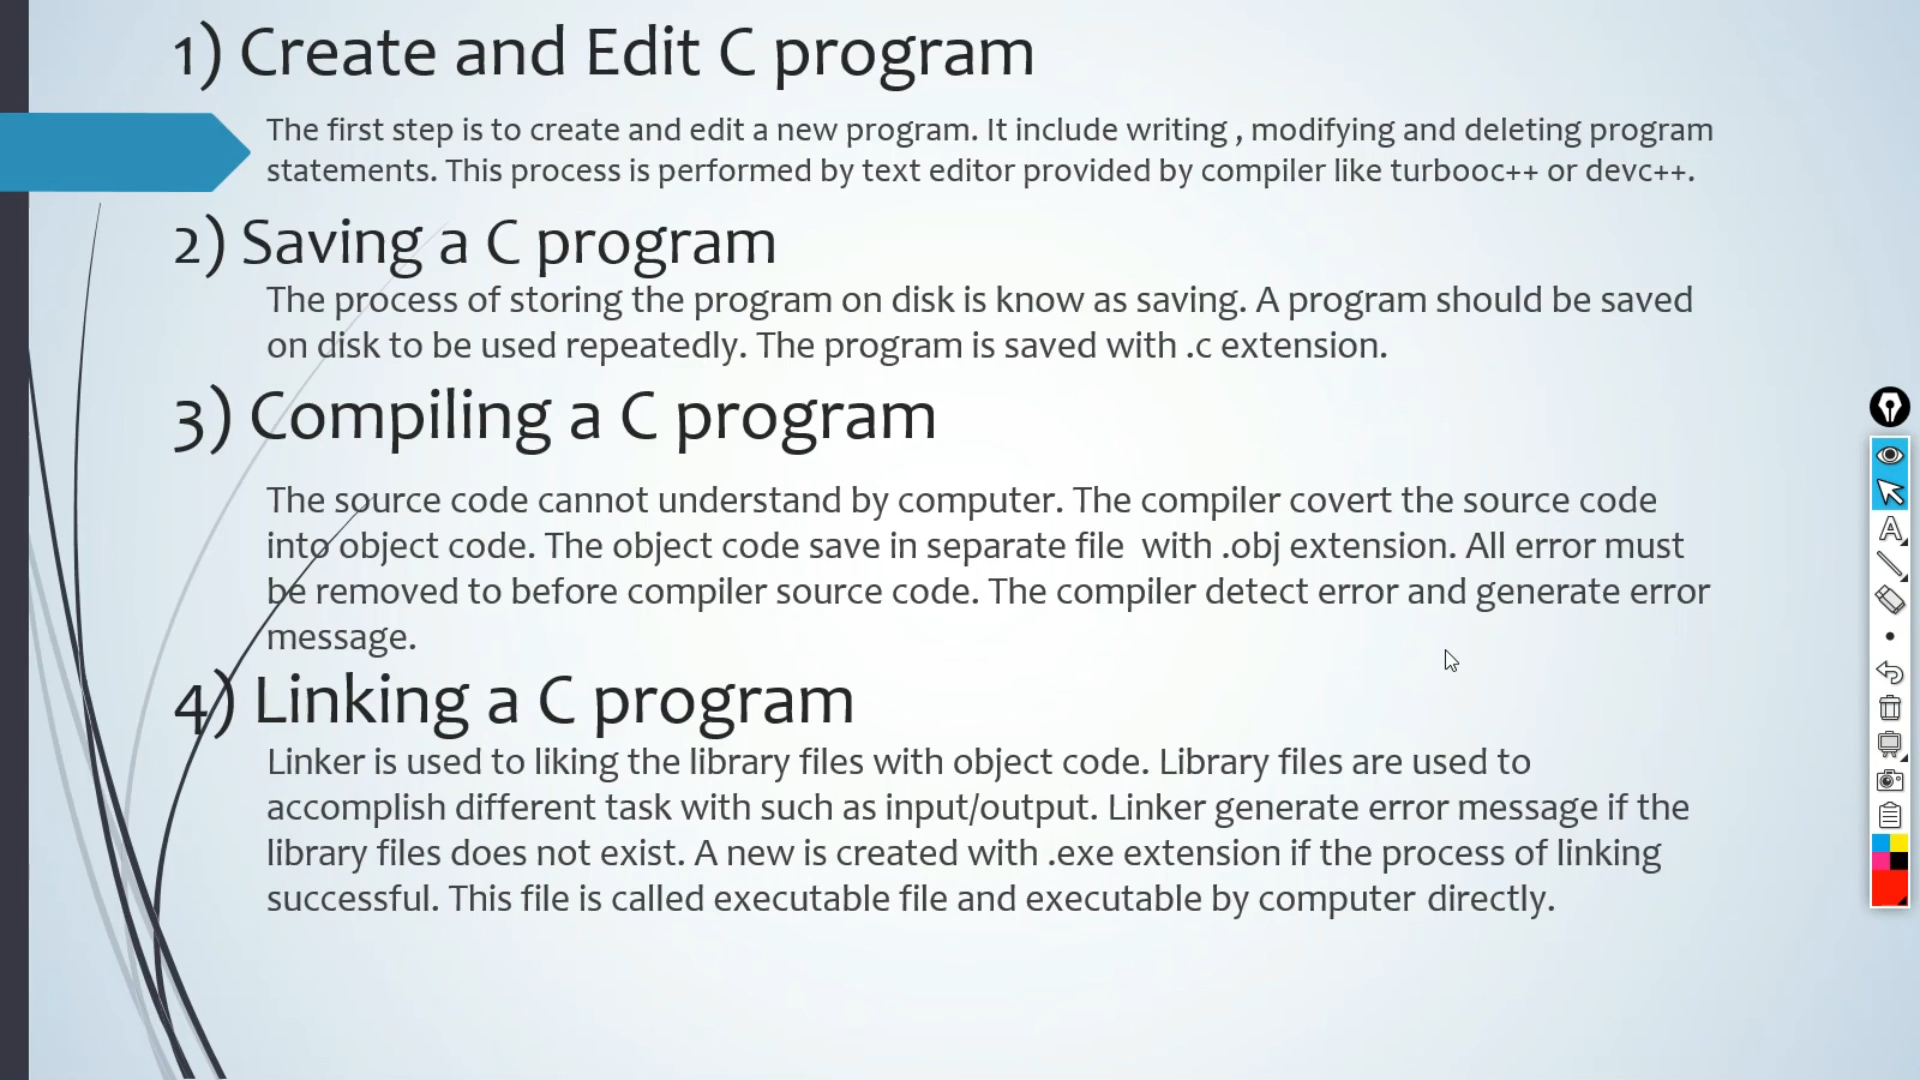 1) Create and Edit C program
The first step is to create and edit a new program. It include writing , modifying and deleting program
statements. This process is performed by text editor provided by compiler like turbooc++ or devc++.
2) Saving a C program
The process of storing the program on disk is know as saving. A program should be saved
on disk to be used repeatedly. The program is saved with .c extension.
3) Compiling a C program
The source code cannot understand by computer. The compiler covert the source code
into object code. The object code save in separate file  with .obj extension. All error must
be removed to before compiler source code. The compiler detect error and generate error
message.
4) Linking a C program
Linker is used to liking the library files with object code. Library files are used to
accomplish different task with such as input/output. Linker generate error message if the
library files does not exist. A new is created with .exe extension if the process of linking
successful. This file is called executable file and executable by computer directly.